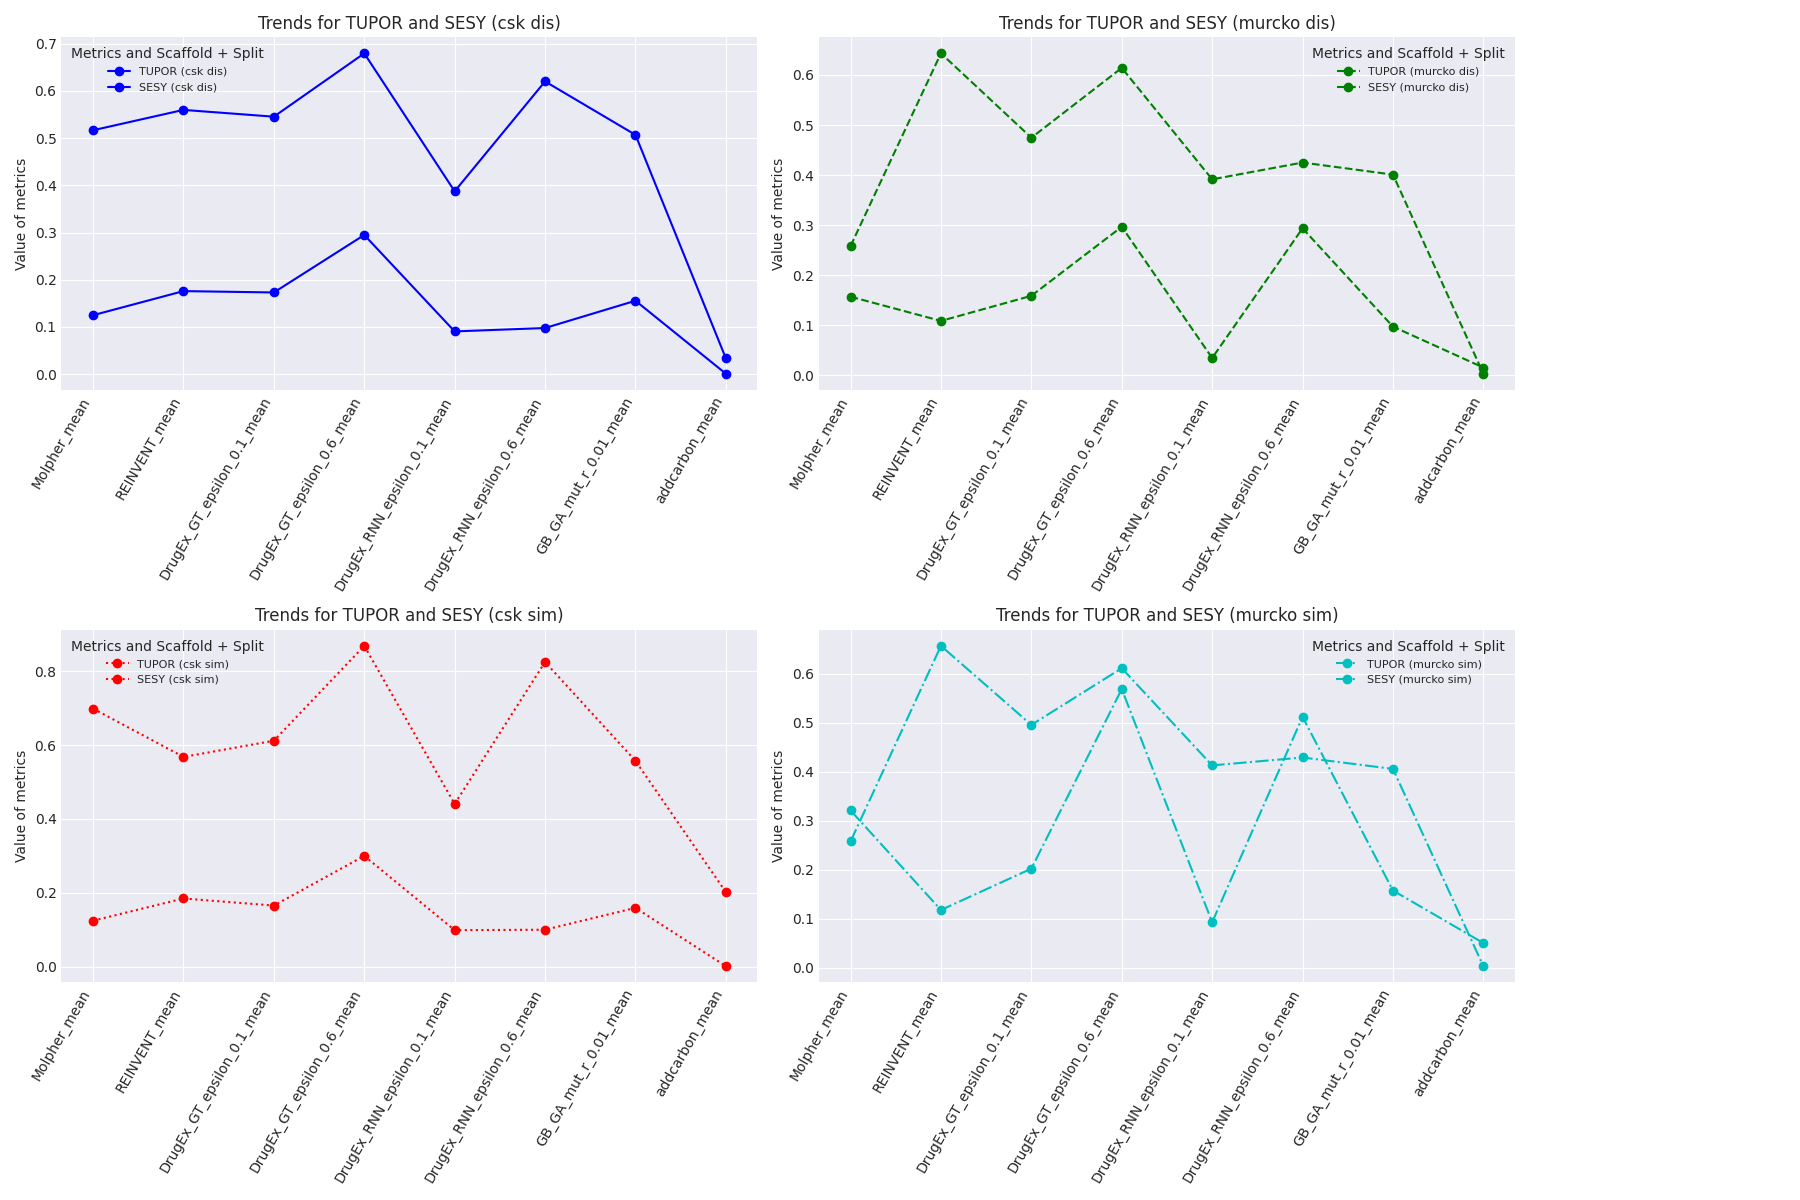 Trends for TUPOR and SESY (csk dis)
Value of metrics
0.7
0.6
0.5
0.4
0.3
0.2
0.1
0.0
Metrics and Scaffold + Split
TUPOR (csk dis)
SESY (csk dis)
Molpher_mean
REINVENT_mean
DrugEx_GT_epsilon_0.1_mean
DrugEx_GT_epsilon_0.6_mean
DrugEx_RNN_epsilon_0.1_mean
DrugEx_RNN_epsilon_0.6_mean
GB_GA_mut_r_0.01_mean
addcarbon_mean
Trends for TUPOR and SESY (murcko dis)
Value of metrics
0.6
0.5
0.4
0.3
0.2
0.1
0.0
Metrics and Scaffold + Split
TUPOR (murcko dis)
SESY (murcko dis)
Molpher_mean
REINVENT_mean
DrugEx_GT_epsilon_0.1_mean
DrugEx_GT_epsilon_0.6_mean
DrugEx_RNN_epsilon_0.1_mean
DrugEx_RNN_epsilon_0.6_mean
GB_GA_mut_r_0.01_mean
addcarbon_mean
Trends for TUPOR and SESY (csk sim)
Value of metrics
0.8
0.6
0.4
0.2
0.0
Metrics and Scaffold + Split
TUPOR (csk sim)
SESY (csk sim)
Molpher_mean
REINVENT_mean
DrugEx_GT_epsilon_0.1_mean
DrugEx_GT_epsilon_0.6_mean
DrugEx_RNN_epsilon_0.1_mean
DrugEx_RNN_epsilon_0.6_mean
GB_GA_mut_r_0.01_mean
addcarbon_mean
Trends for TUPOR and SESY (murcko sim)
Value of metrics
0.6
0.5
0.4
0.3
0.2
0.1
0.0
Metrics and Scaffold + Split
TUPOR (murcko sim)
SESY (murcko sim)
Molpher_mean
REINVENT_mean
DrugEx_GT_epsilon_0.1_mean
DrugEx_GT_epsilon_0.6_mean
DrugEx_RNN_epsilon_0.1_mean
DrugEx_RNN_epsilon_0.6_mean
GB_GA_mut_r_0.01_mean
addcarbon_mean